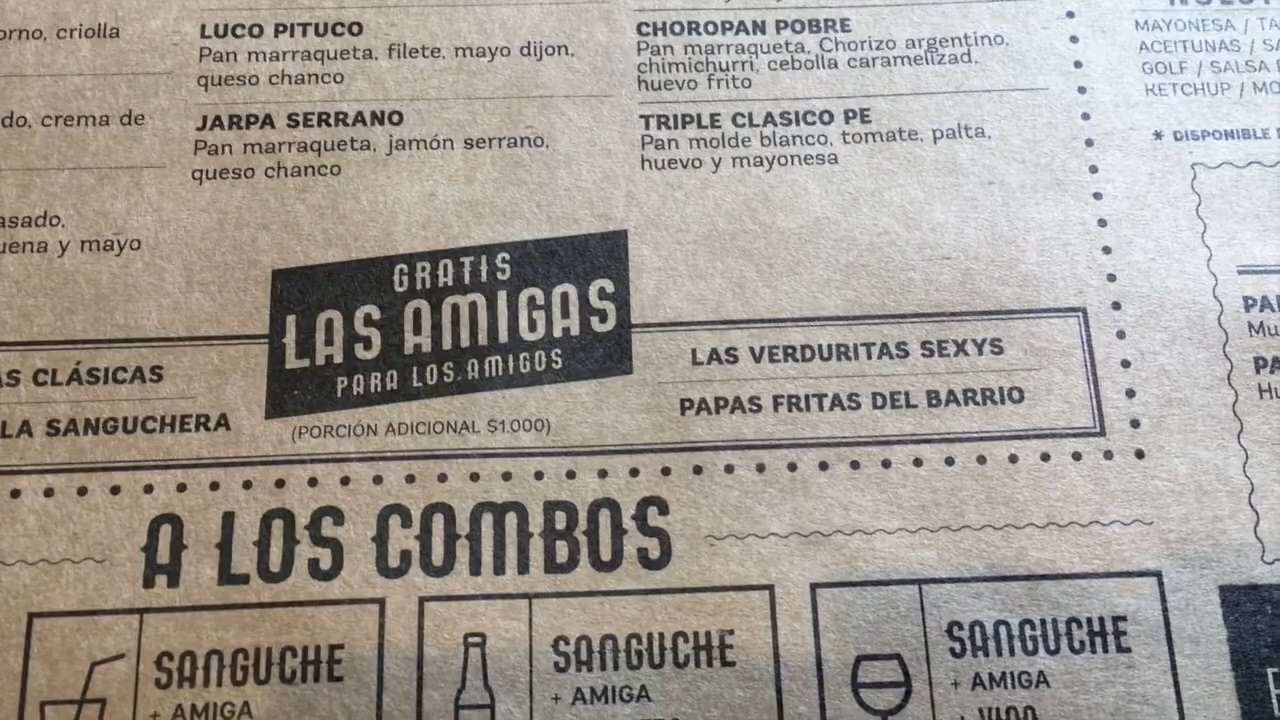 orno, criolla
do, crema de
asado,
uena y mayo
LUCO PITUCO
Pan marraqueta, filete, mayo dijon,
queso chanco
JARPA SERRANO
Pan marraqueta, jamón serrano,
queso chanco
CHOROPAN POBRE
Pan marraqueta, Chorizo argentino,
chimichurri, cebolla caramelizad,
huevo frito
TRIPLE CLASICO PE
Pan molde blanco, tomate, palta,
huevo y mayonesa
MAYONESA / TA
ACEITUNAS / SA
GOLF / SALSA
KETCHUP / MO
* DISPONIBLE
GRATIS
LAS AMIGAS
PARA LOS AMIGOS
AS CLÁSICAS
LA SANGUCHERA
(PORCIÓN ADICIONAL $1.000)
LAS VERDURITAS SEXYS
PAPAS FRITAS DEL BARRIO
PA
Mu
PA
Hu
A LOS COMBOS
SANGUCHE
+ AMIGA
SANGUCHE
+ AMIGA
SANGUCHE
+ AMIGA
+ VINO